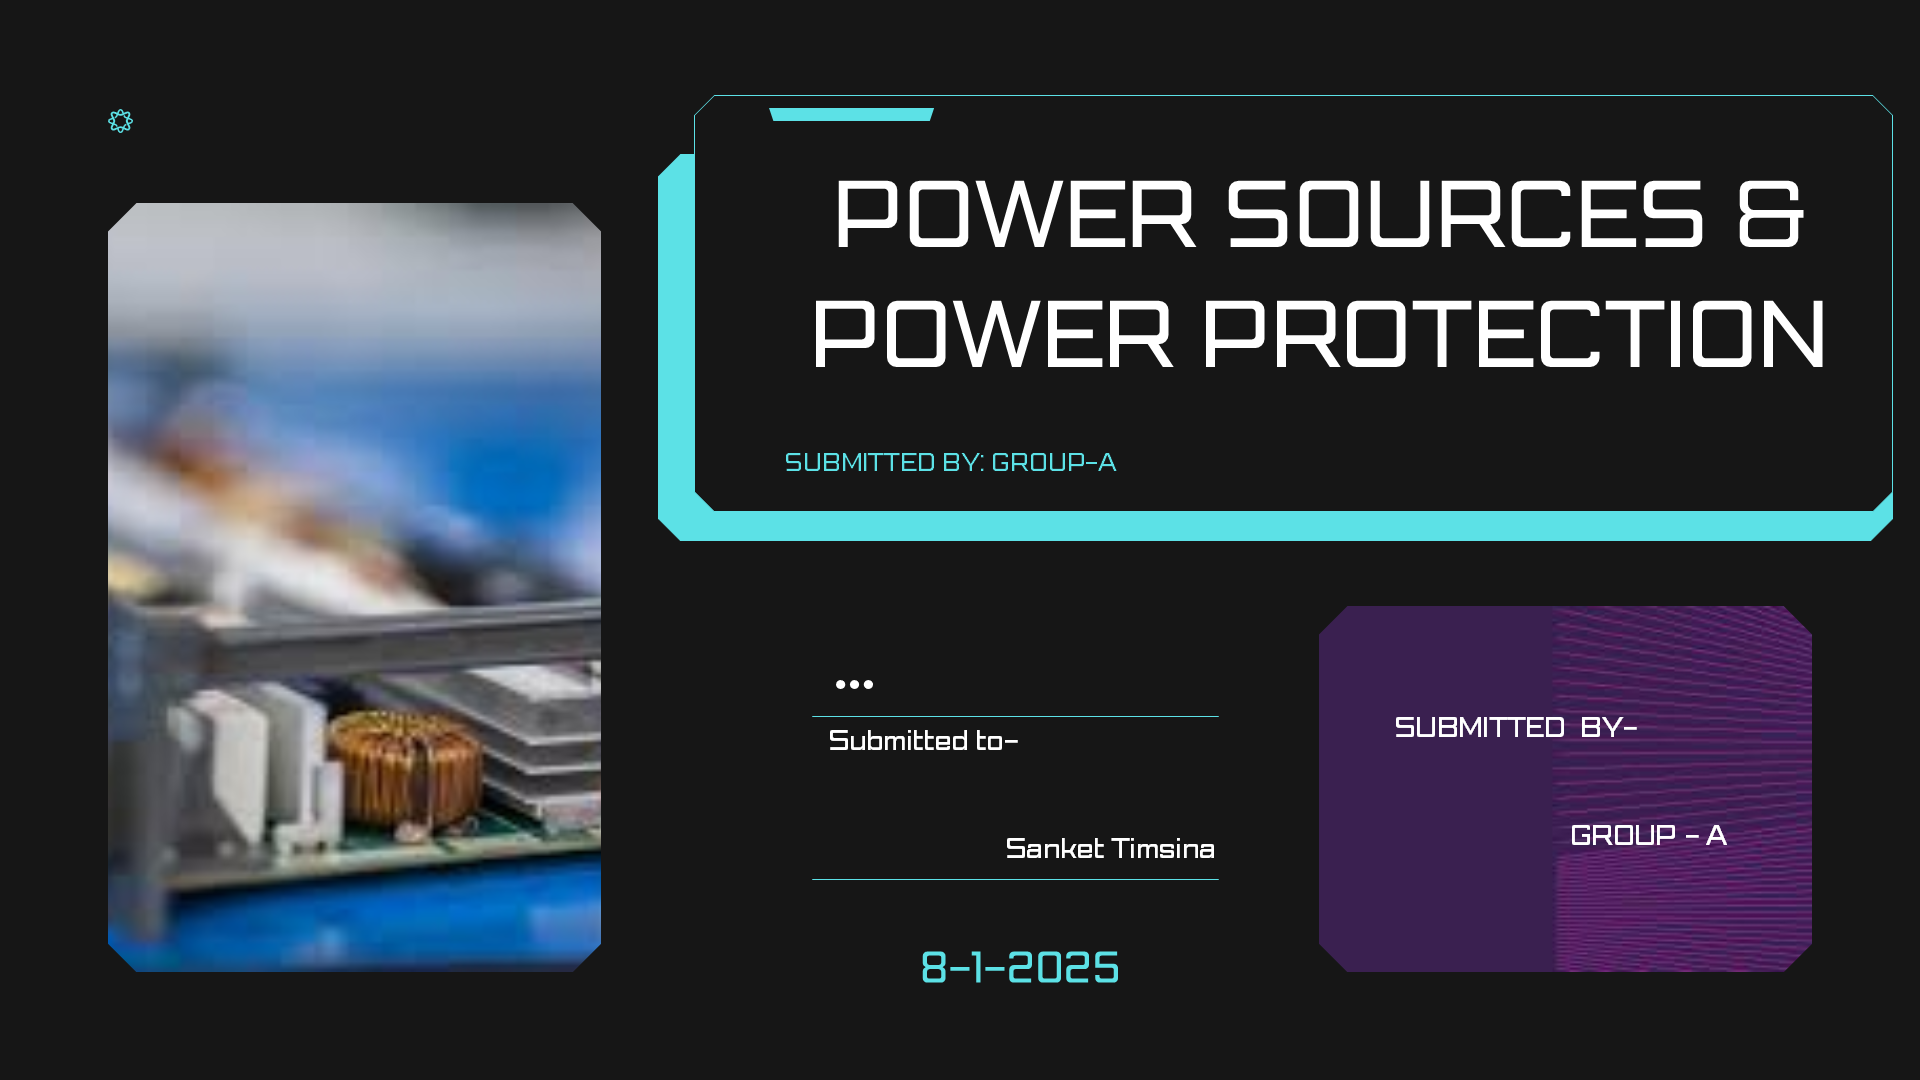 POWER SOURCES &
POWER PROTECTION
SUBMITTED BY: GROUP-A
Submitted to-
Sanket Timsina
8-1-2025
SUBMITTED BY-
GROUP - A